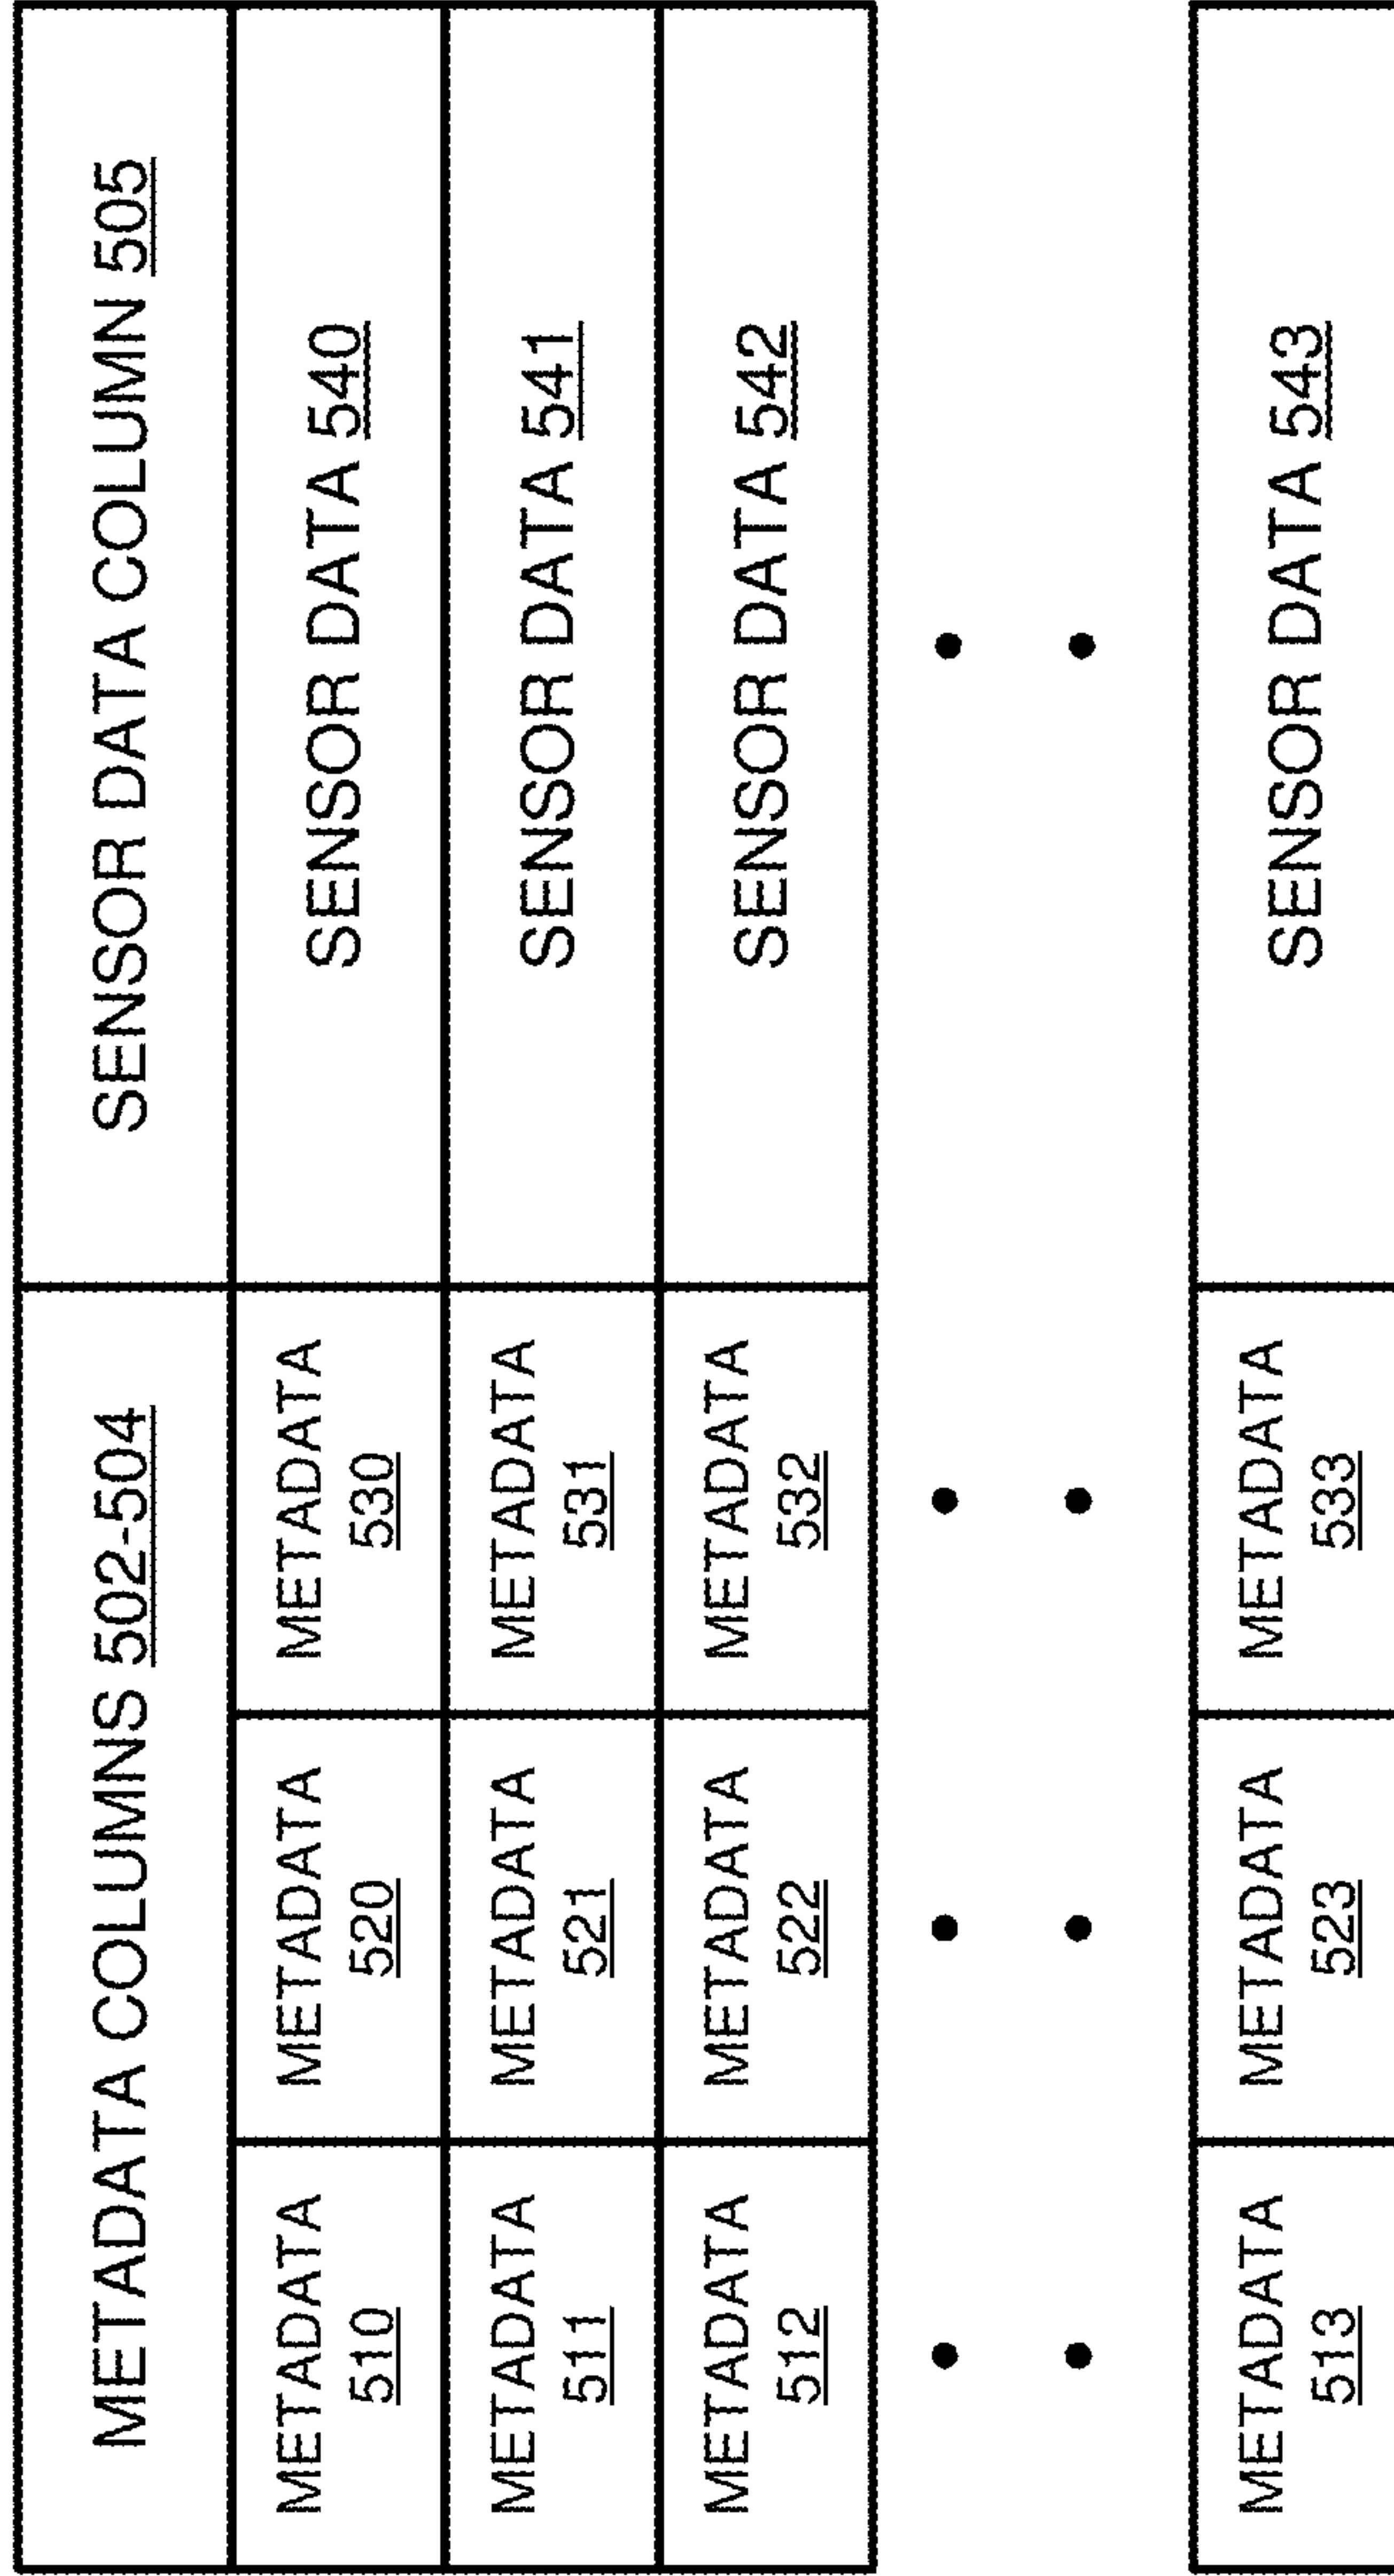 METADATA COLUMNS 502-504
SENSOR DATA COLUMN 505
METADATA
510
METADATA
520
METADATA
530
SENSOR DATA 540
METADATA
511
METADATA
521
METADATA
531
SENSOR DATA 541
METADATA
512
METADATA
522
METADATA
532
SENSOR DATA 542
METADATA
513
METADATA
523
METADATA
533
SENSOR DATA 543